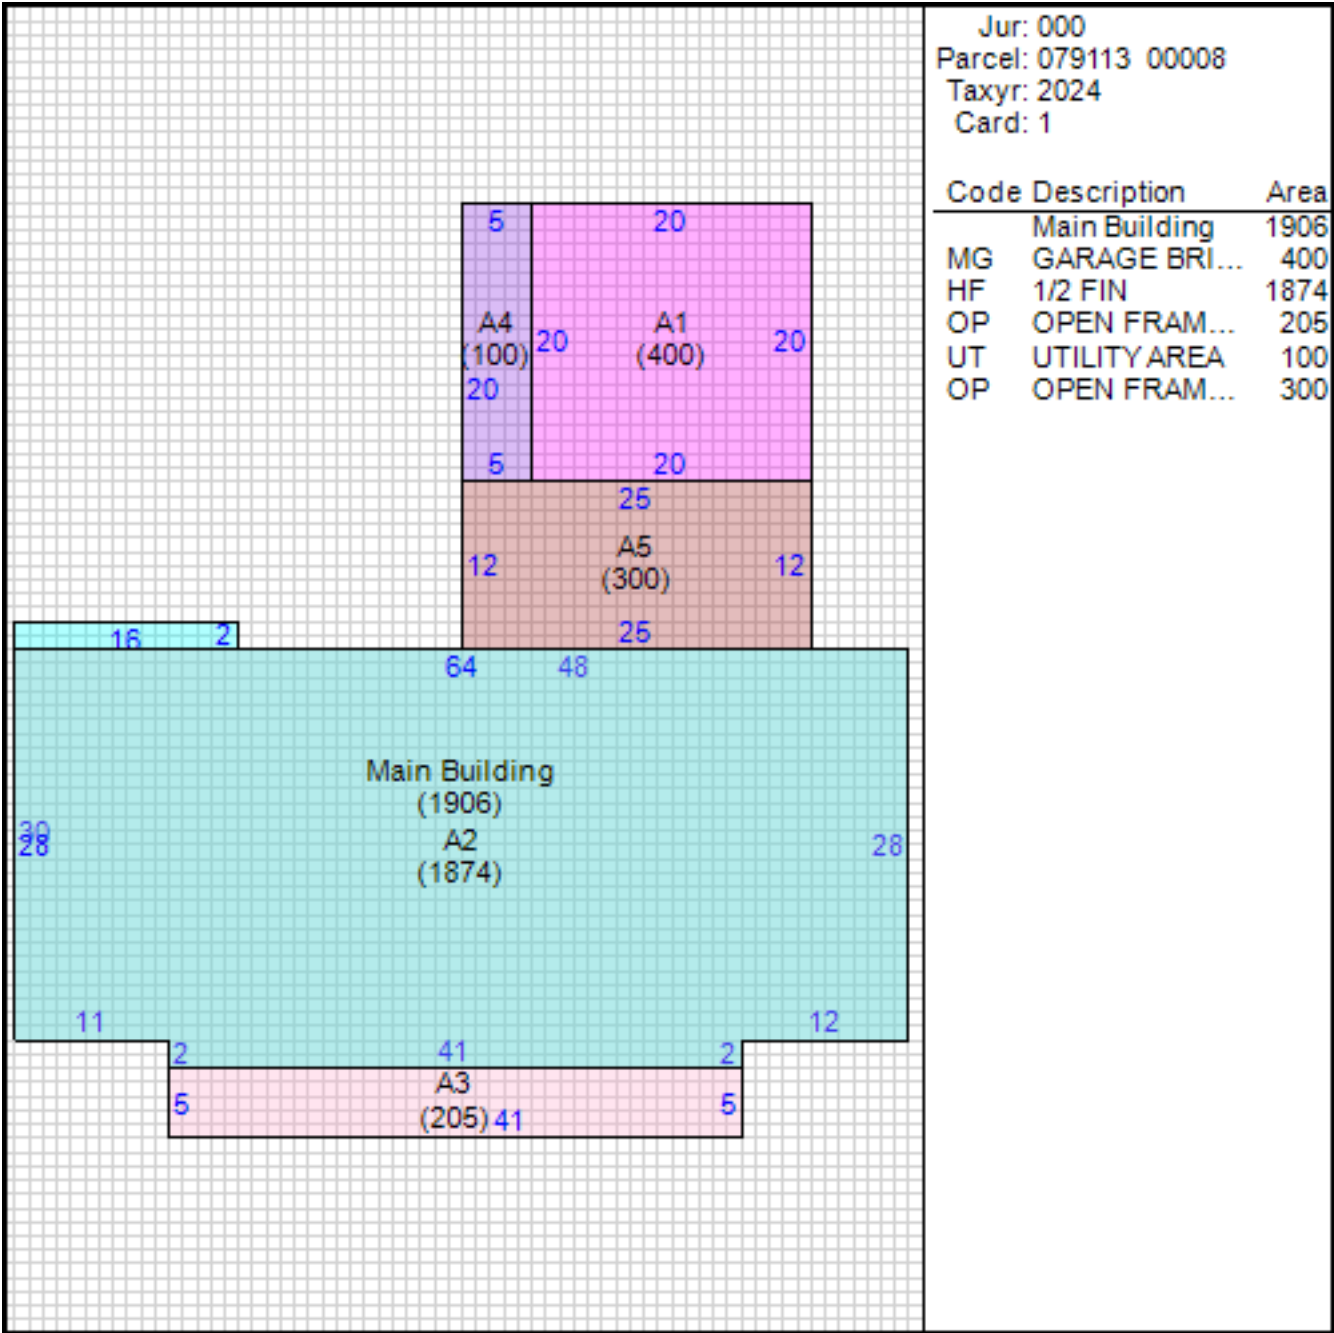 Jur: 000
Parcel: 079113 00008
Taxyr: 2024
Card: 1
Code Description Area
Main Building 1906
MG GARAGE BRI... 400
HF 1/2 FIN 1874
OP OPEN FRAM... 205
UT UTILITY AREA 100
OP OPEN FRAM... 300
5 20
A4 A1
20 20
(100) (400)
20
5 20
25
A5
12 12
(300)
25
16 2
64 48
Main Building
(1906)
A2
(1874)
30
28 28
11 12
2 41 2
A3
5 5
(205) 41